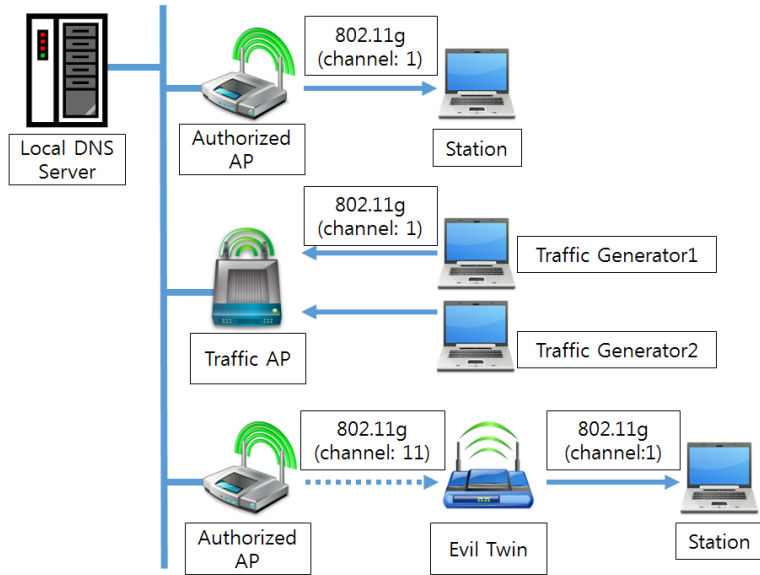 Local DNS
Server
802.11g
(channel: 1)
Authorized
AP
Station
802.11g
(channel: 1)
Traffic Generator1
Traffic AP
Traffic Generator2
802.11g
(channel: 11)
802.11g
(channel:1)
Authorized
AP
Evil Twin
Station